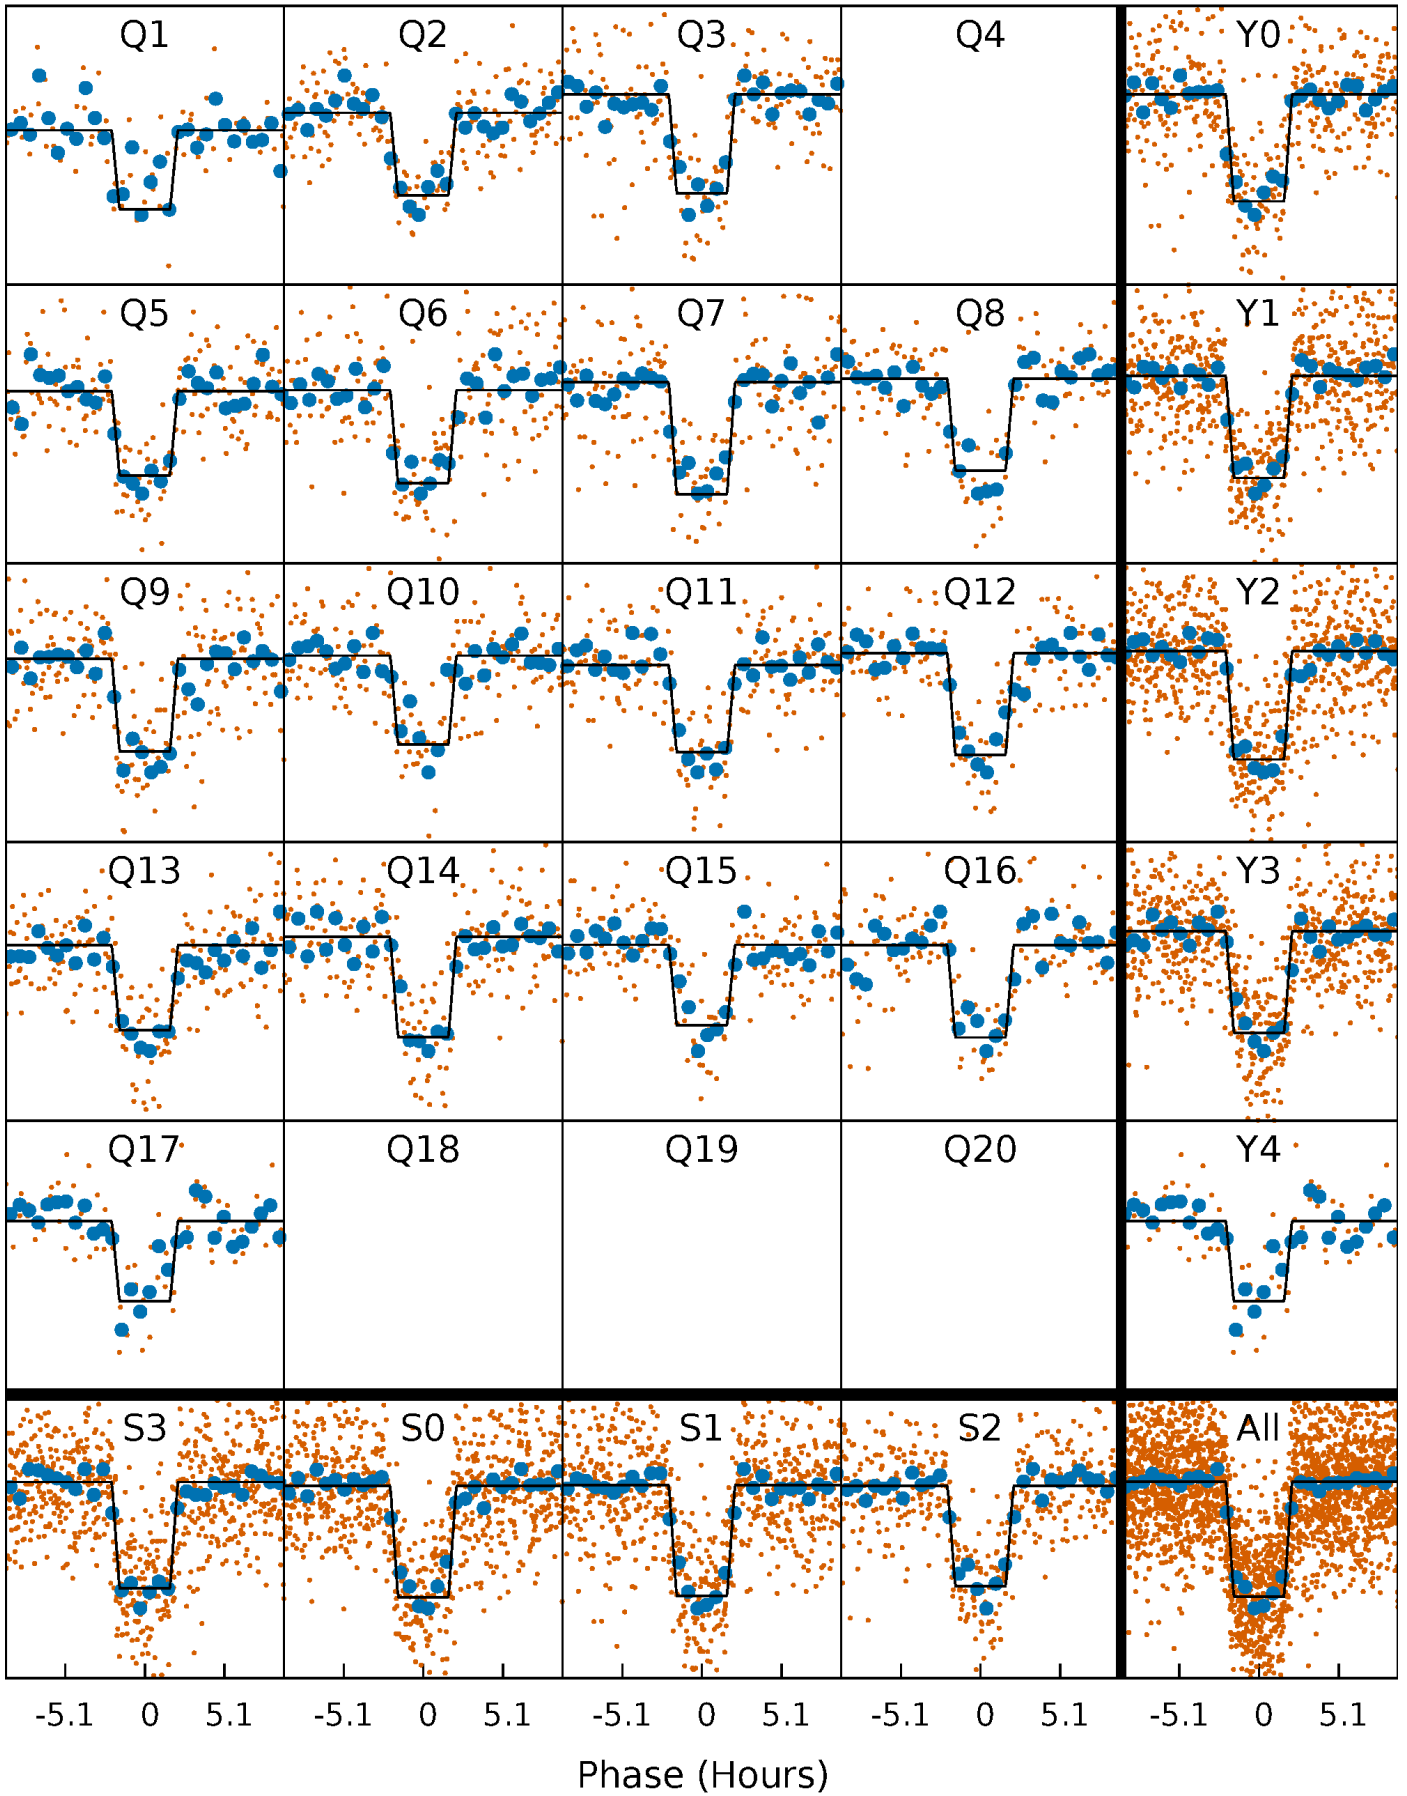 Q1 Q2 Q3 Q4 Y0
Q5 Q6 Q7 Q8 Y1
Q9 Q10 Q11 Q12 Y2
Q13 Q14 Q15 Q16 Y3
Q17 Q18 Q19 Q20 Y4
S3 S0 S1 S2 All
-5.1 0 5.1 -5.1 0 5.1 -5.1 0 5.1 -5.1 0 5.1 -5.1 0 5.1
Phase (Hours)